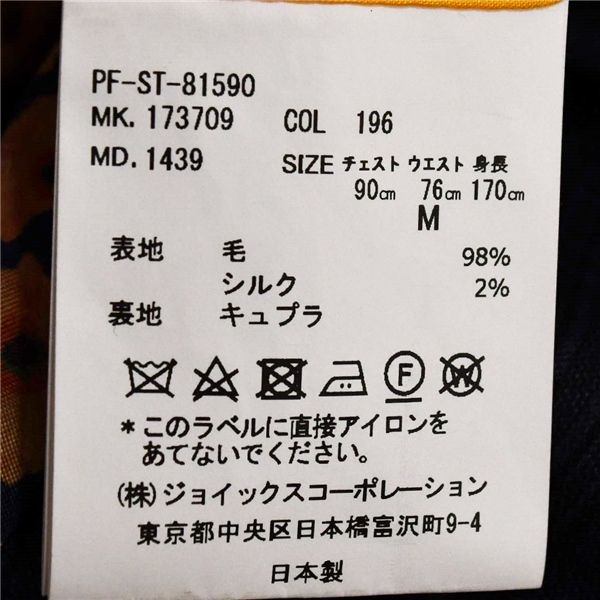 PF-ST-81590
MK. 173709 COL 196
MD. 1439 SIZE チェスト ウエスト 身長
90㎝ 76㎝ 170㎝
M
表地 毛 98%
シルク 2%
裏地 キュプラ
F W
*このラベルに直接アイロンを
あてないでください。
(株)ジョイックスコーポレーション
東京都中央区日本橋富沢町9-4
日本製